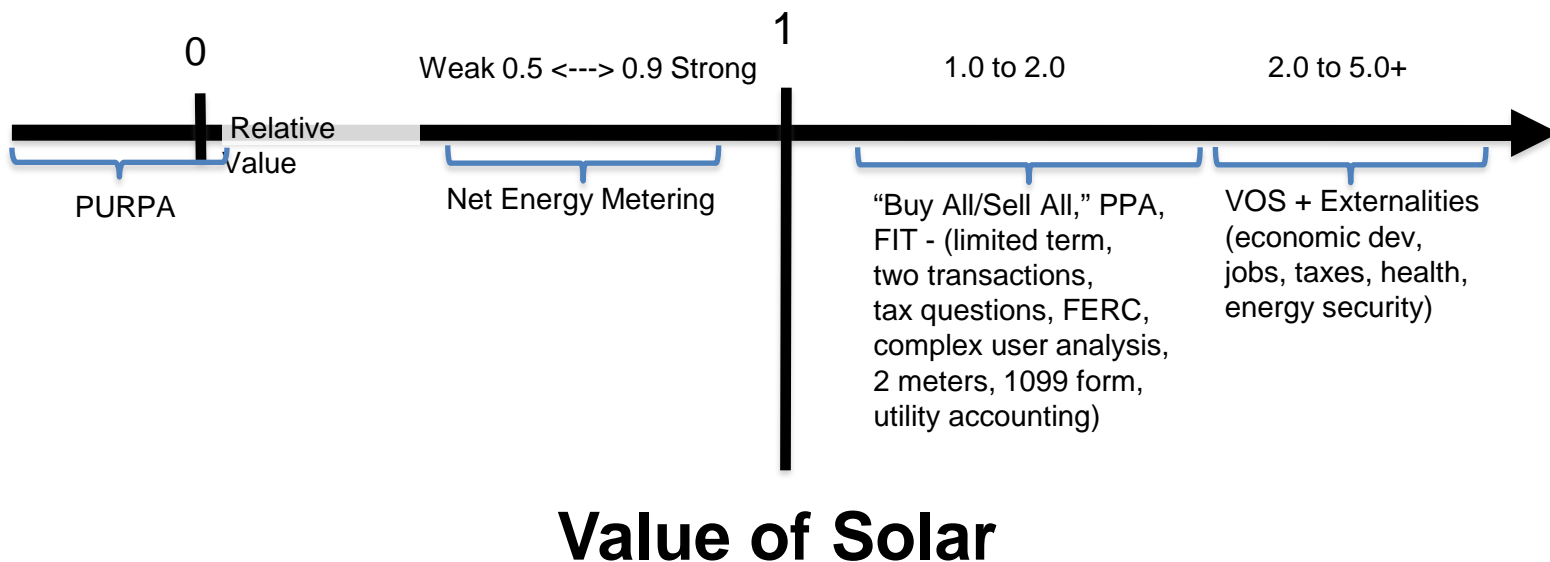 0
1
Weak 0.5 <---> 0.9 Strong
1.0 to 2.0
2.0 to 5.0+
Relative
Value
PURPA
Net Energy Metering
“Buy All/Sell All,” PPA,
FIT - (limited term,
two transactions,
tax questions, FERC,
complex user analysis,
2 meters, 1099 form,
utility accounting)
VOS + Externalities
(economic dev,
jobs, taxes, health,
energy security)
Value of Solar